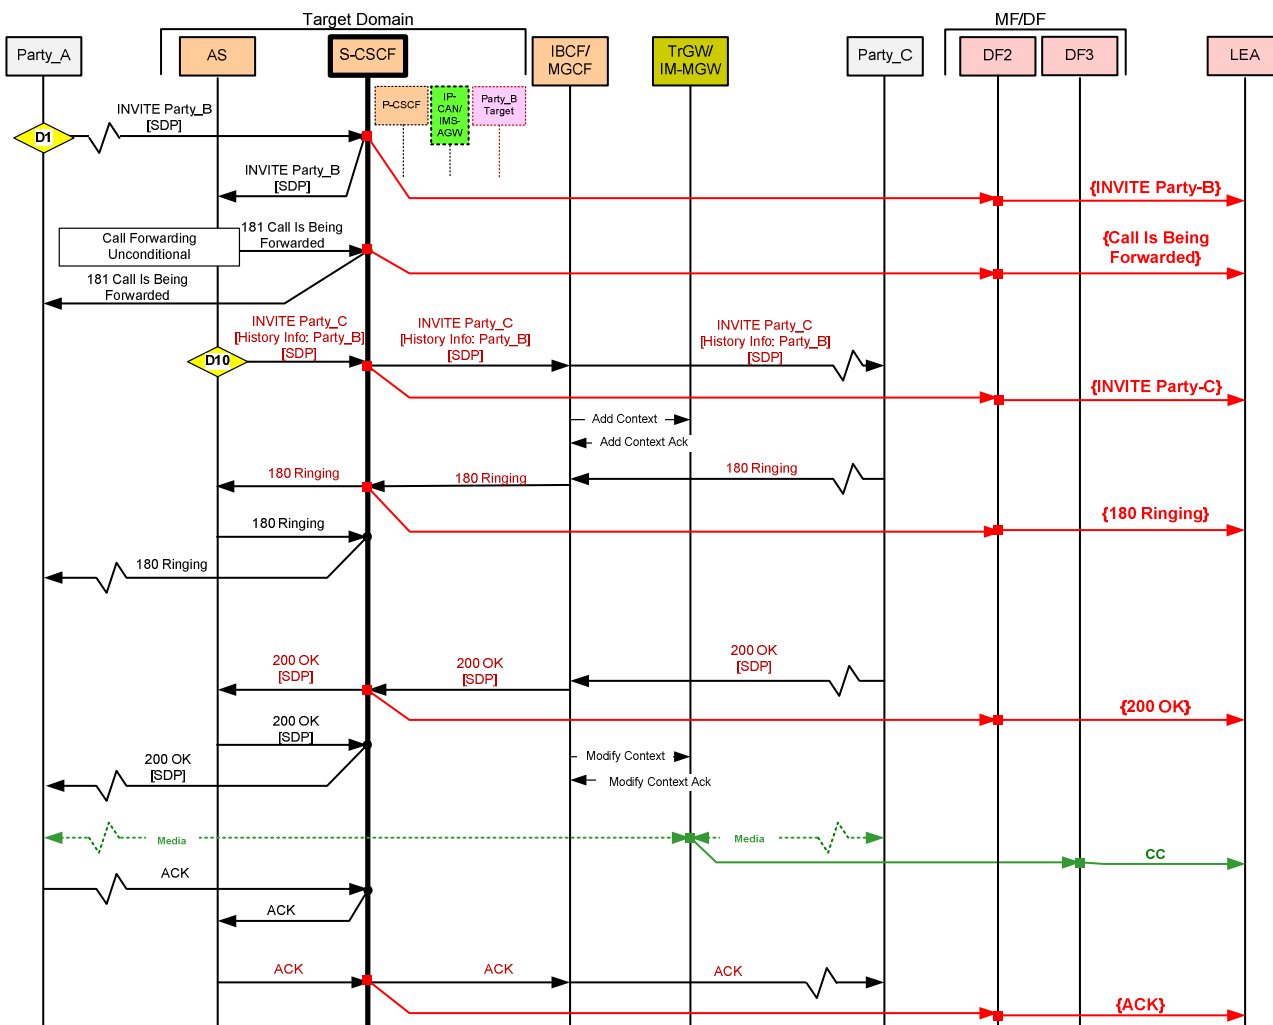 Target Domain
MF/DF
Party_A
AS
S-CSCF
IBCF/
MGCF
TrGW/
IM-MGW
Party_C
DF2
DF3
LEA
P-CSCF
IP-
CAN/
IMS-
AGW
Party_B
Target
INVITE Party_B
[SDP]
D1
INVITE Party_B
[SDP]
{INVITE Party-B}
Call Forwarding
Unconditional
181 Call Is Being
Forwarded
{Call Is Being
Forwarded}
181 Call Is Being
Forwarded
INVITE Party_C
[History Info: Party_B]
[SDP]
INVITE Party_C
[History Info: Party_B]
[SDP]
INVITE Party_C
[History Info: Party_B]
[SDP]
D10
{INVITE Party-C}
Add Context
Add Context Ack
180 Ringing
180 Ringing
180 Ringing
{180 Ringing}
180 Ringing
180 Ringing
200 OK
[SDP]
200 OK
[SDP]
200 OK
[SDP]
{200 OK}
200 OK
[SDP]
Modify Context
200 OK
[SDP]
Modify Context Ack
Media
Media
CC
ACK
ACK
ACK
ACK
ACK
{ACK}